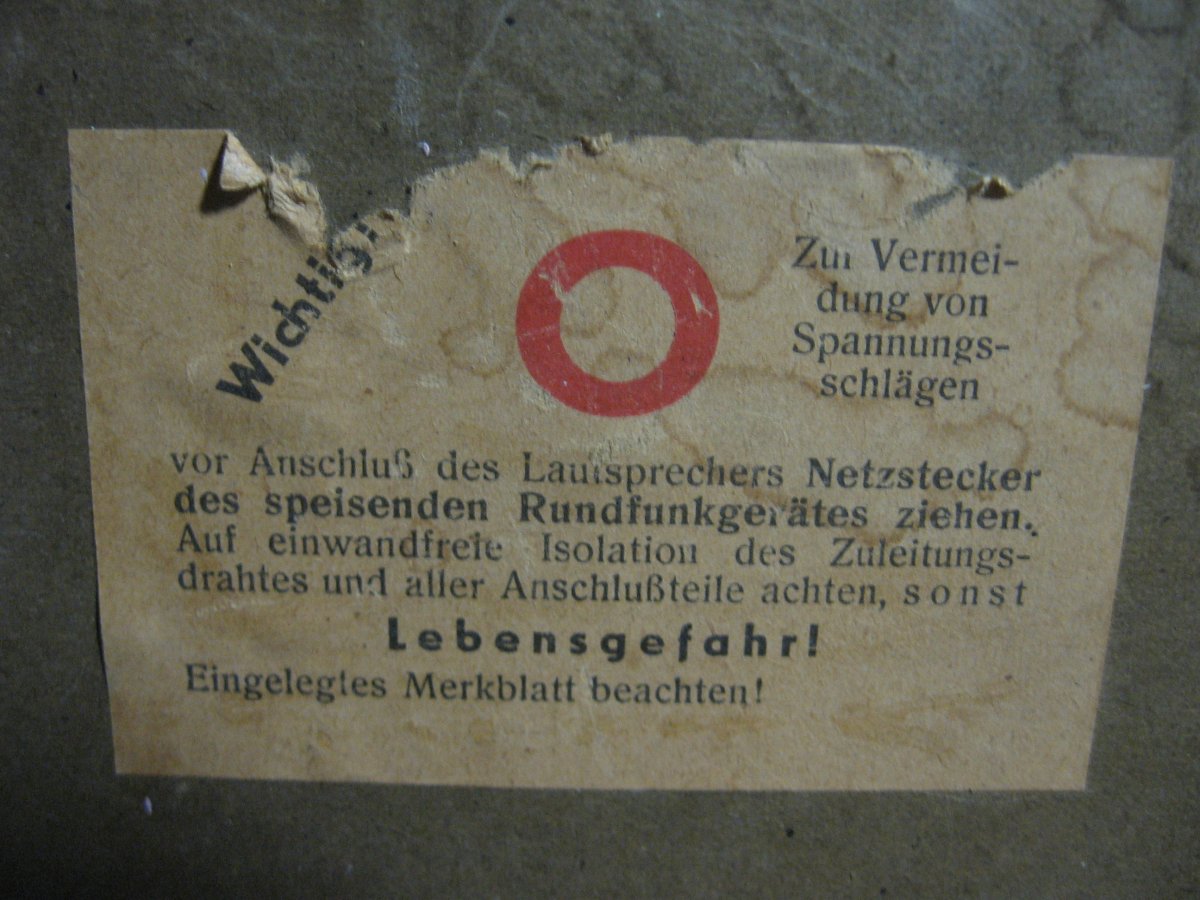 Wichtig!
Zur Vermei-
dung von
Spannungs-
schlägen
vor Anschluß des Lautsprechers Netzstecker
des speisenden Rundfunkgerätes ziehen.
Auf einwandfreie Isolation des Zuleitungs-
drahtes und aller Anschlußteile achten, sonst
Lebensgefahr!
Eingelegtes Merkblatt beachten!